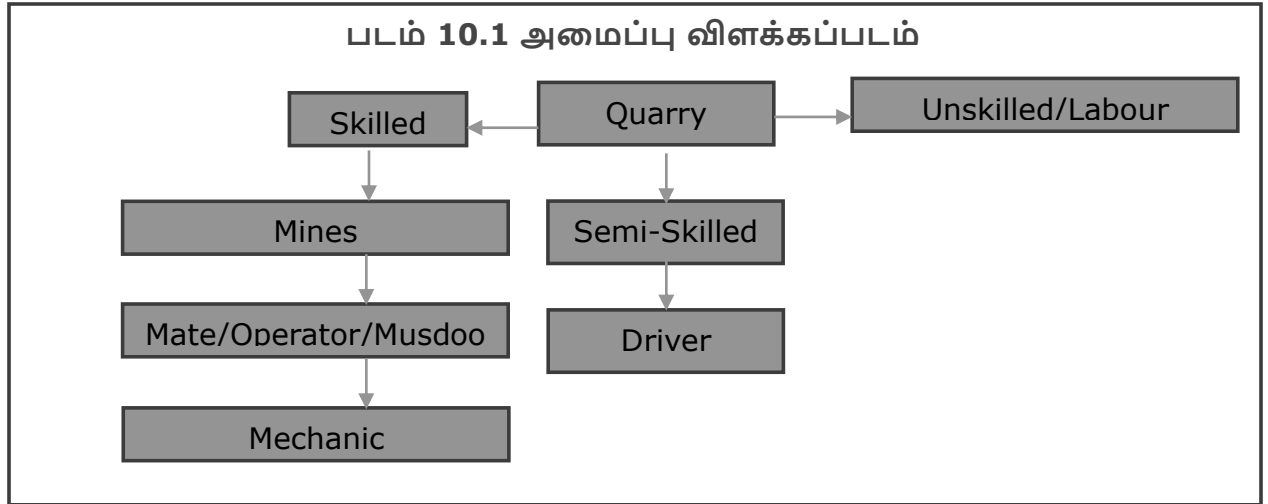 படம் 10.1 அமைப்பு விளக்கப்படம்
Skilled
Quarry
Unskilled/Labour
Mines
Semi-Skilled
Mate/Operator/Musdoo
Driver
Mechanic